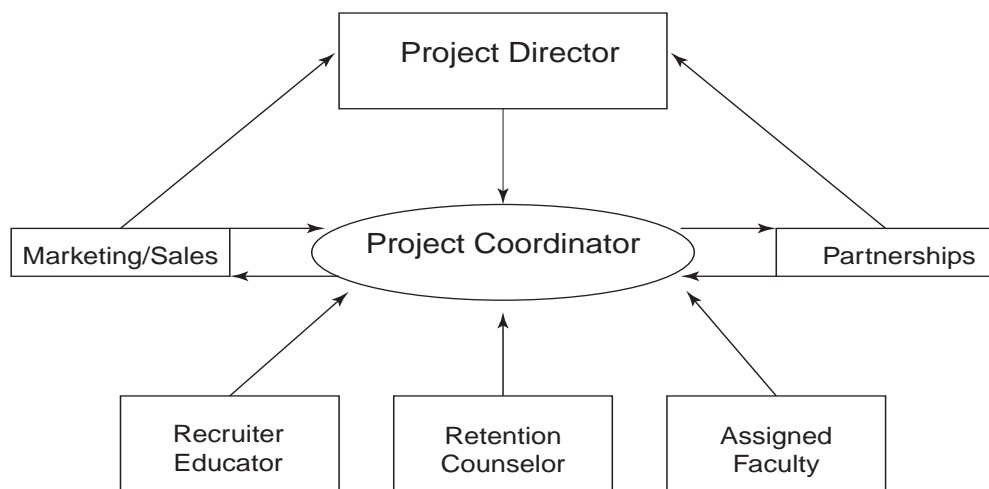 Project Director
Marketing/Sales
Project Coordinator
Partnerships
Recruiter
Educator
Retention
Counselor
Assigned
Faculty